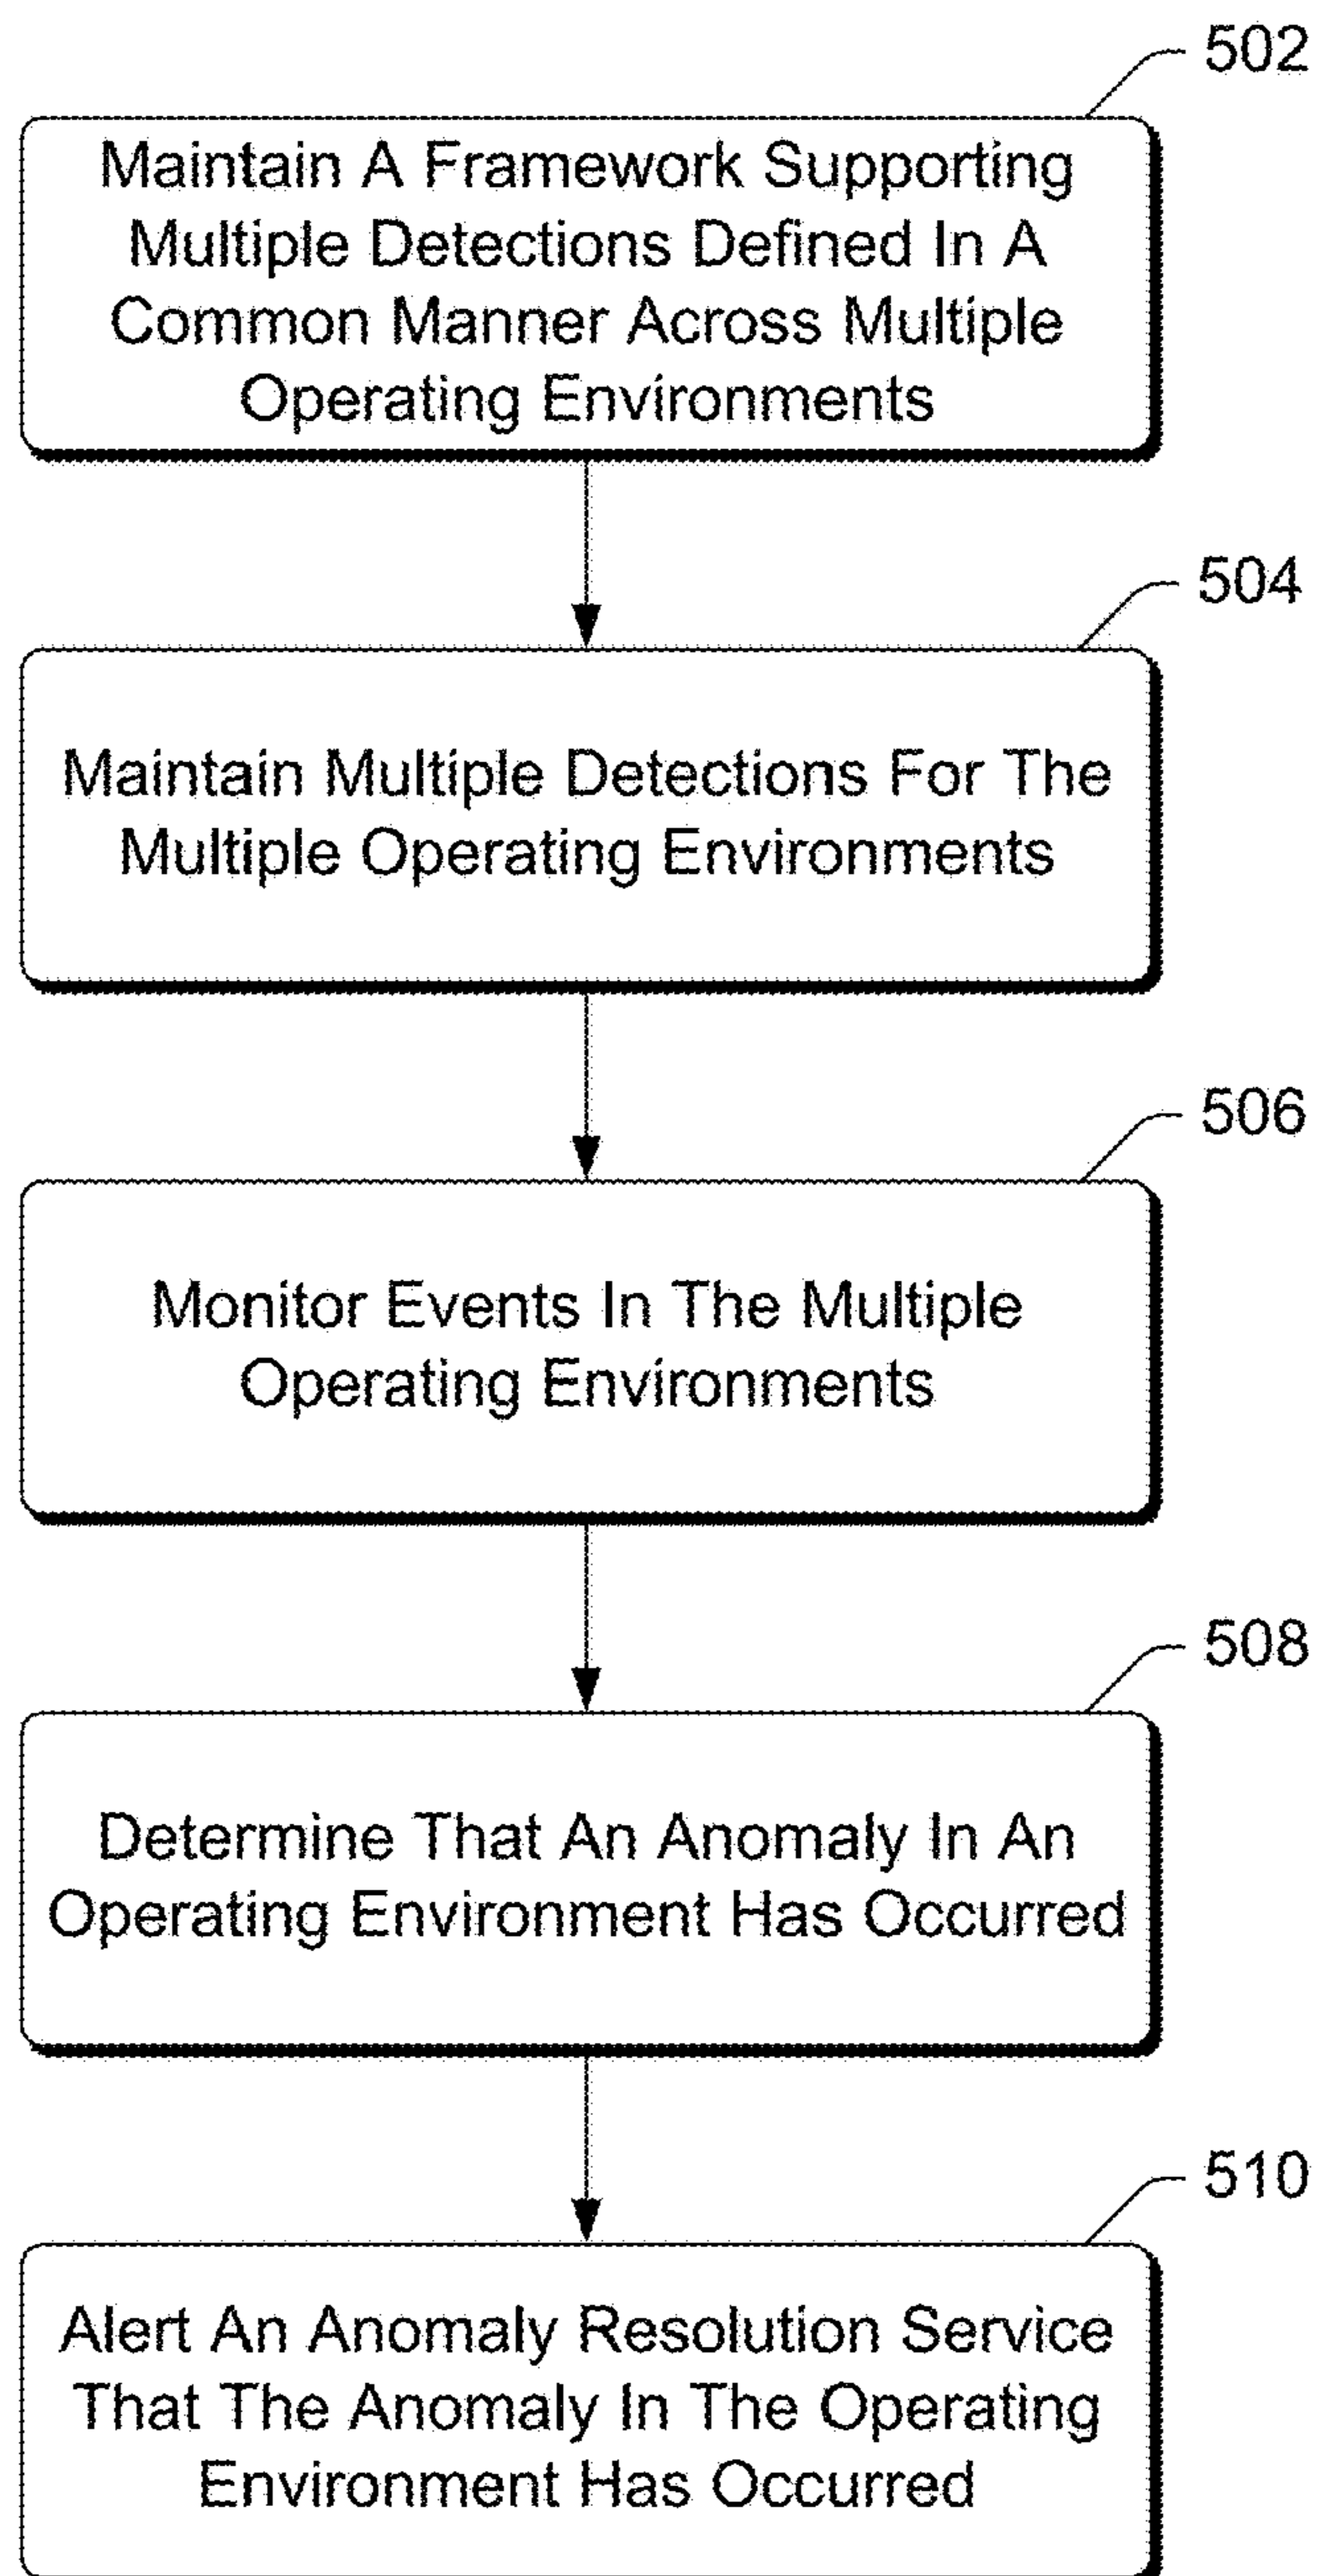 502
Maintain A Framework Supporting
Multiple Detections Defined In A
Common Manner Across Multiple
Operating Environments
504
Maintain Multiple Detections For The
Multiple Operating Environments
506
Monitor Events In The Multiple
Operating Environments
508
Determine That An Anomaly In An
Operating Environment Has Occurred
510
Alert An Anomaly Resolution Service
That The Anomaly In The Operating
Environment Has Occurred